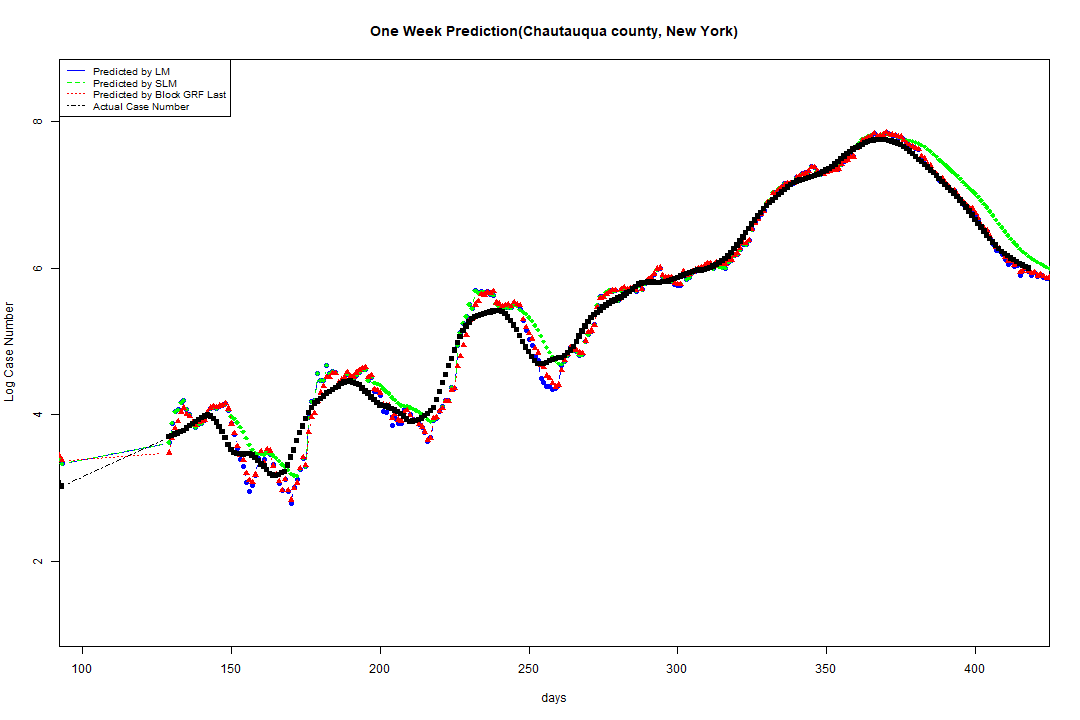 One Week Prediction(Chautauqua county, New York)
Predicted by LM
Predicted by SLM
Predicted by Block GRF Last
Actual Case Number
Log Case Number
8
6
4
2
100 150 200 250 300 350 400
days